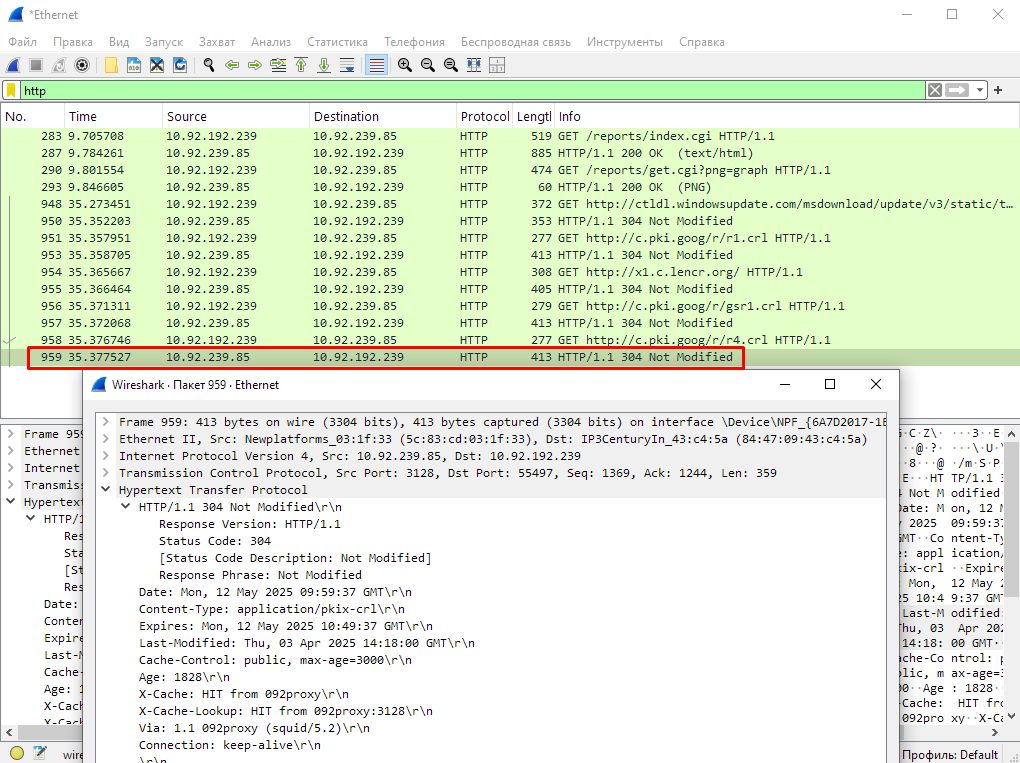 *Ethernet
Файл Правка Вид Запуск Захват Анализ Статистика Телефония Беспроводная связь Инструменты Справка
http
No. Time Source Destination Protocol Lengtl Info
283 9.705708 10.92.192.239 10.92.239.85 HTTP 519 GET /reports/index.cgi HTTP/1.1
287 9.784261 10.92.239.85 10.92.192.239 HTTP 885 HTTP/1.1 200 OK (text/html)
290 9.801554 10.92.192.239 10.92.239.85 HTTP 474 GET /reports/get.cgi?png=graph HTTP/1.1
293 9.846605 10.92.239.85 10.92.192.239 HTTP 60 HTTP/1.1 200 OK (PNG)
948 35.273451 10.92.192.239 10.92.239.85 HTTP 372 GET http://ctldl.windowsupdate.com/msdownload/update/v3/static/t…
950 35.352203 10.92.239.85 10.92.192.239 HTTP 353 HTTP/1.1 304 Not Modified
951 35.357951 10.92.192.239 10.92.239.85 HTTP 277 GET http://c.pki.goog/r/r1.crl HTTP/1.1
953 35.358705 10.92.239.85 10.92.192.239 HTTP 413 HTTP/1.1 304 Not Modified
954 35.365667 10.92.192.239 10.92.239.85 HTTP 308 GET http://x1.c.lencr.org/ HTTP/1.1
955 35.366464 10.92.239.85 10.92.192.239 HTTP 405 HTTP/1.1 304 Not Modified
956 35.371311 10.92.192.239 10.92.239.85 HTTP 279 GET http://c.pki.goog/r/gsr1.crl HTTP/1.1
957 35.372068 10.92.239.85 10.92.192.239 HTTP 413 HTTP/1.1 304 Not Modified
958 35.376746 10.92.192.239 10.92.239.85 HTTP 277 GET http://c.pki.goog/r/r4.crl HTTP/1.1
959 35.377527 10.92.239.85 10.92.192.239 HTTP 413 HTTP/1.1 304 Not Modified
Wireshark · Пакет 959 · Ethernet
Frame 959: 413 bytes on wire (3304 bits), 413 bytes captured (3304 bits) on interface \Device\NPF_{6A7D2017-1E
Ethernet II, Src: Newplatforms_03:1f:33 (5c:83:cd:03:1f:33), Dst: IP3CenturyIn_43:c4:5a (84:47:09:43:c4:5a)
Internet Protocol Version 4, Src: 10.92.239.85, Dst: 10.92.192.239
Transmission Control Protocol, Src Port: 3128, Dst Port: 55497, Seq: 1369, Ack: 1244, Len: 359
Hypertext Transfer Protocol
HTTP/1.1 304 Not Modified\r\n
Response Version: HTTP/1.1
Status Code: 304
[Status Code Description: Not Modified]
Response Phrase: Not Modified
Date: Mon, 12 May 2025 09:59:37 GMT\r\n
Content-Type: application/pkix-crl\r\n
Expires: Mon, 12 May 2025 10:49:37 GMT\r\n
Last-Modified: Thu, 03 Apr 2025 14:18:00 GMT\r\n
Cache-Control: public, max-age=3000\r\n
Age: 1828\r\n
X-Cache: HIT from 092proxy\r\n
X-Cache-Lookup: HIT from 092proxy:3128\r\n
Via: 1.1 092proxy (squid/5.2)\r\n
Connection: keep-alive\r\n
\r\n
Frame 959
Ethernet
Internet
Transmis
Hypertext
HTTP/1
Res
Sta
[St
Res
Date:
Conten
Expire
Last-M
Cache-
Age: 1
X-Cach
wire
Профиль: Default